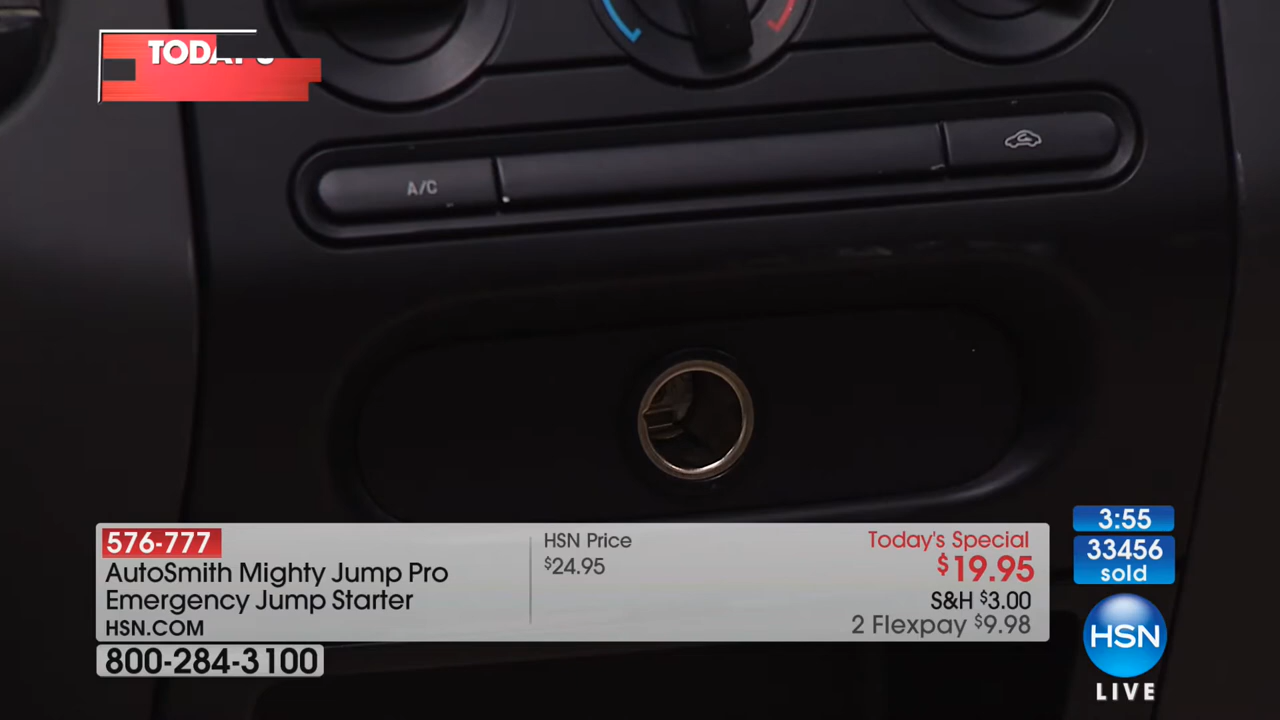 TODAY'S
A/C
576-777
AutoSmith Mighty Jump Pro
Emergency Jump Starter
HSN.COM
800-284-3100
HSN Price
$24.95
Today's Special
$19.95
S&H $3.00
2 Flexpay $9.98
3:55
33456
sold
HSN
LIVE